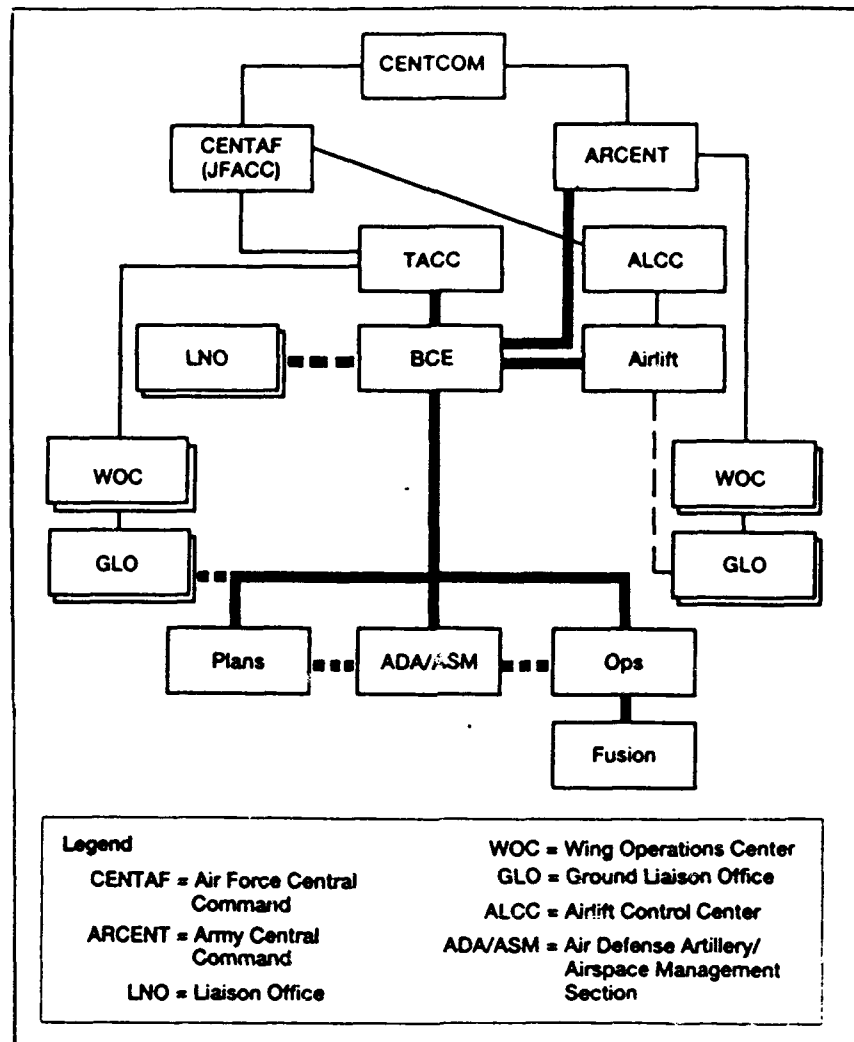 CENTCOM
CENTAF
(JFACC)
ARCENT
TACC
ALCC
LNO
BCE
Airlift
WOC
WOC
GLO
GLO
Plans
ADA/ASM
Ops
Fusion
Legend
CENTAF = Air Force Central
Command
ARCENT = Army Central
Command
LNO = Liaison Office
WOC = Wing Operations Center
GLO = Ground Liaison Office
ALCC = Airlift Control Center
ADA/ASM = Air Defense Artillery/
Airspace Management
Section